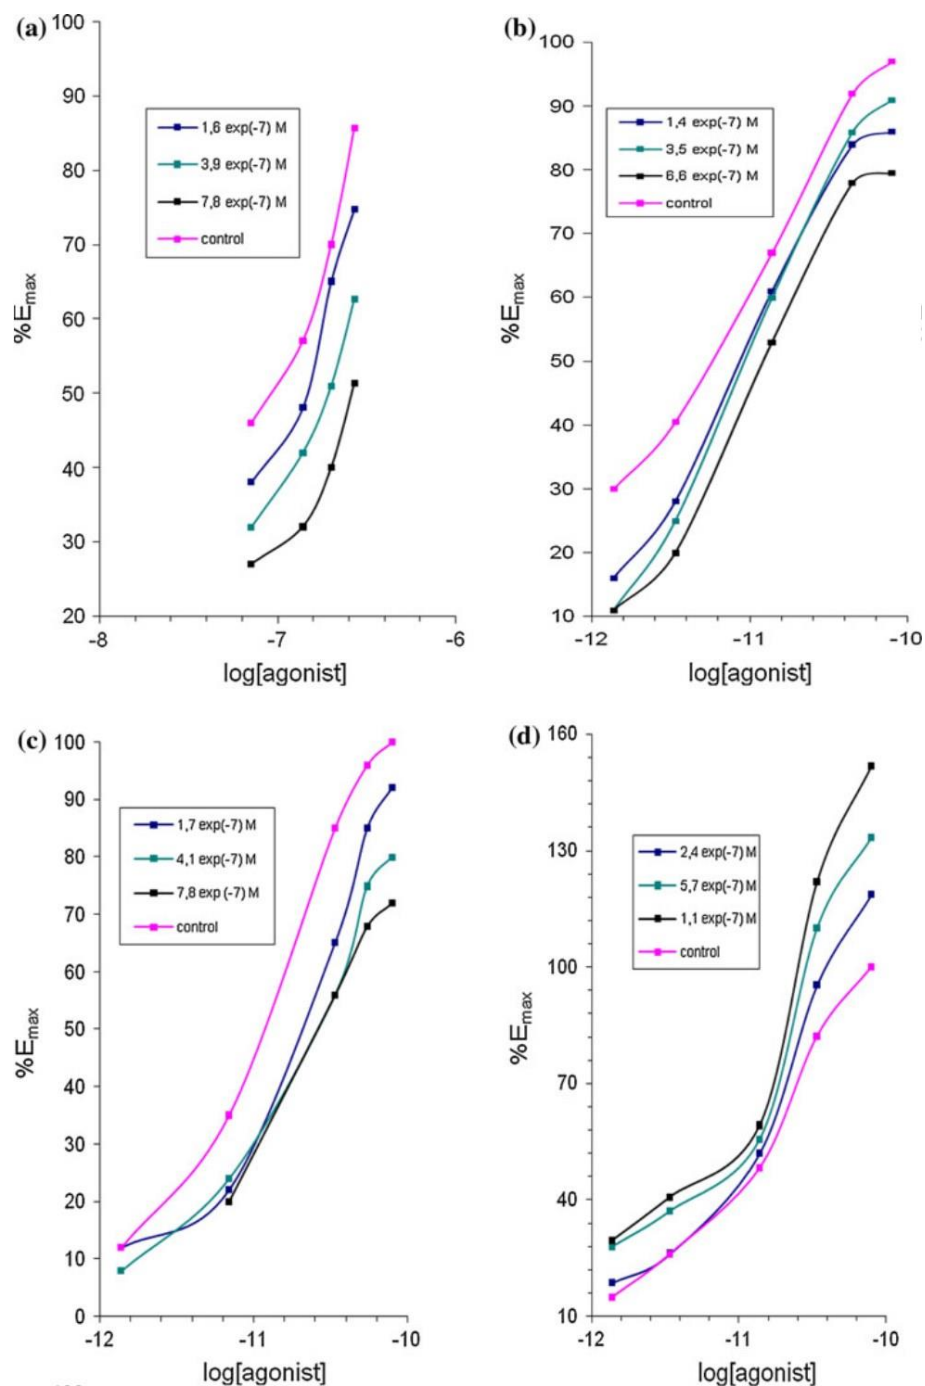 (a)
100
90
80
70
60
50
40
30
20
%Emax
1,6 exp(-7) M
3,9 exp(-7) M
7,8 exp(-7) M
control
-8 -7 -6
log[agonist]
(b)
100
90
80
70
60
50
40
30
20
10
%Emax
1,4 exp(-7) M
3,5 exp(-7) M
6,6 exp(-7) M
control
-12 -11 -10
log[agonist]
(c)
100
90
80
70
60
50
40
30
20
10
0
%Emax
1,7 exp(-7) M
4,1 exp(-7) M
7,8 exp (-7) M
control
-12 -11 -10
log[agonist]
(d)
160
130
100
70
40
10
%Emax
2,4 exp(-7) M
5,7 exp(-7) M
1,1 exp(-7) M
control
-12 -11 -10
log[agonist]